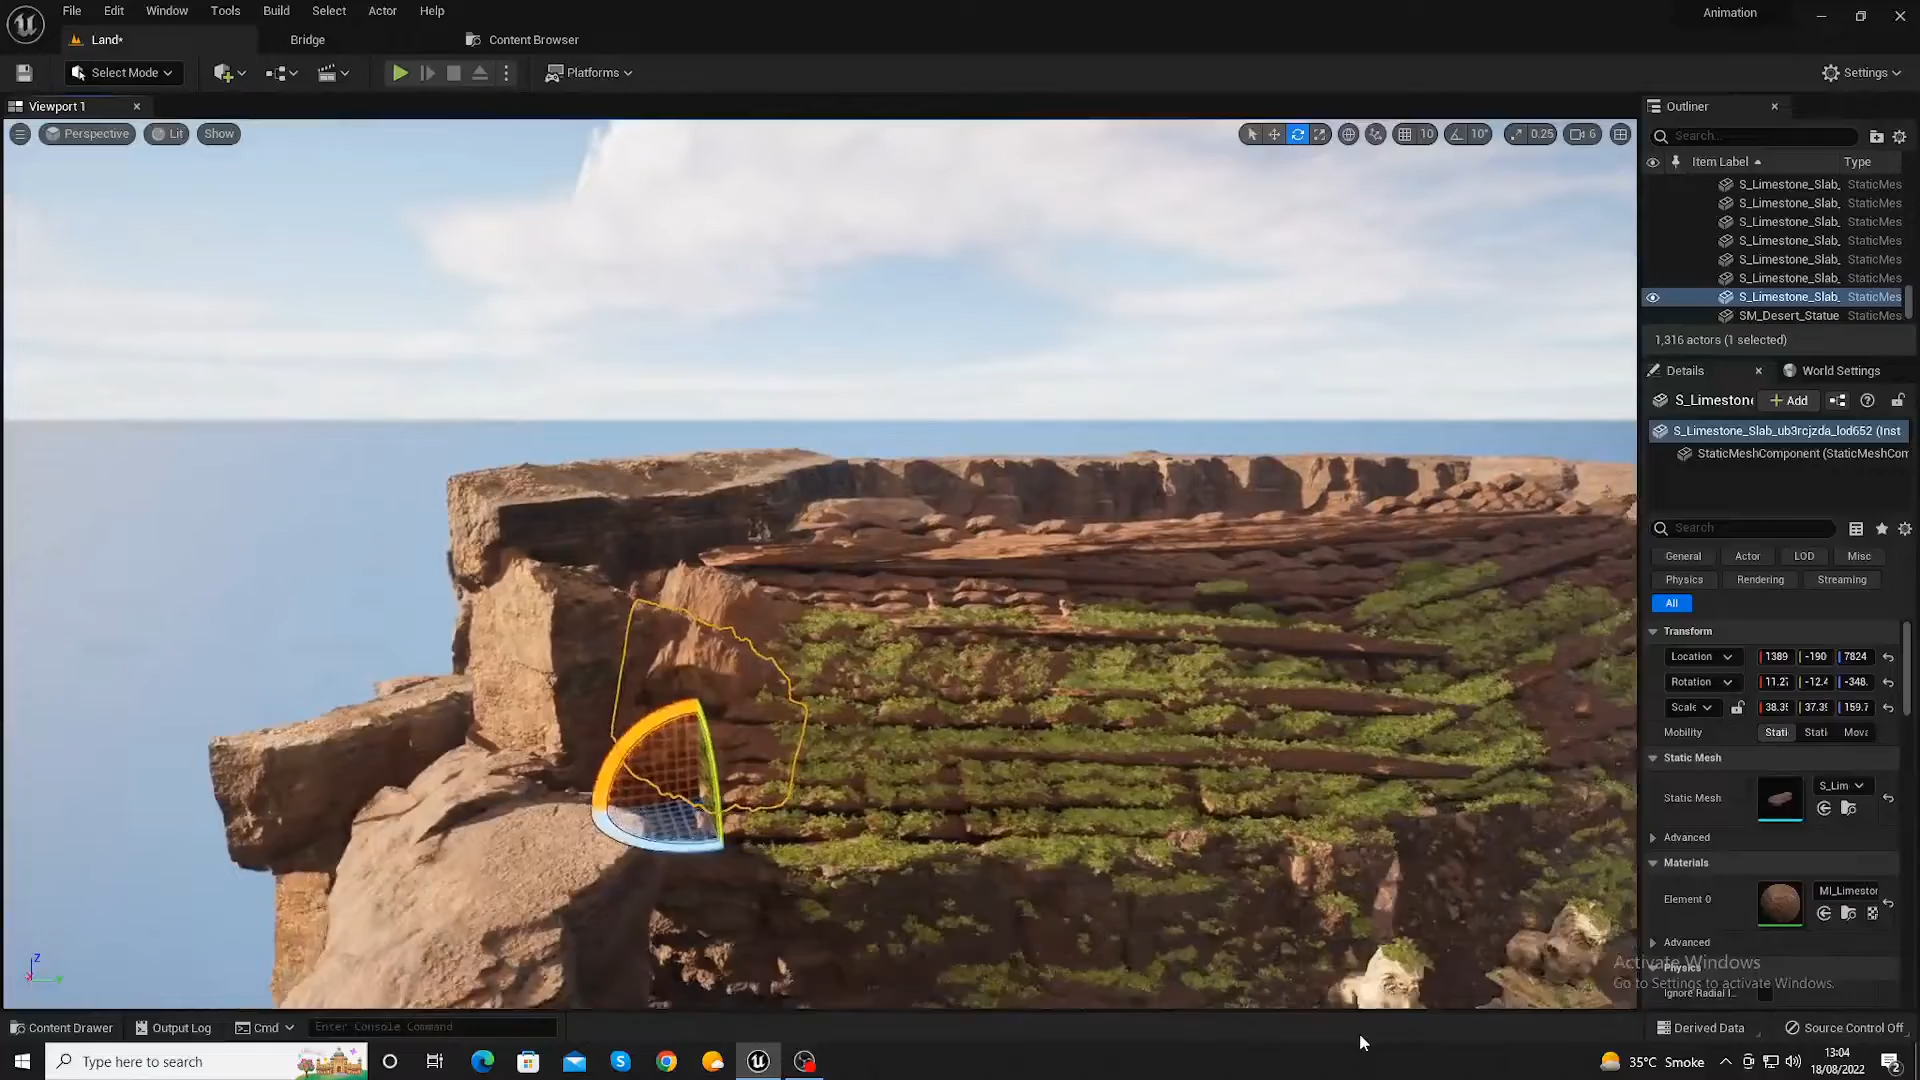 File Edit Window Tools Build Select Actor Help
Animation
Land*
Bridge
Content Browser
Select Mode
Platforms
Settings
Viewport 1
Perspective
Lit
Show
10
10°
0.25
6
Outliner
Search...
Item Label
Type
S_Limestone_Slab_ StaticMes
S_Limestone_Slab_ StaticMes
S_Limestone_Slab_ StaticMes
S_Limestone_Slab_ StaticMes
S_Limestone_Slab_ StaticMes
S_Limestone_Slab_ StaticMes
S_Limestone_Slab_ StaticMes
SM_Desert_Statue StaticMes
1,316 actors (1 selected)
Details
World Settings
S_Limestone
Add
S_Limestone_Slab_ub3rcjzda_lod652 (Inst
StaticMeshComponent (StaticMeshCom
Search
General Actor LOD Misc
Physics Rendering Streaming
All
Transform
Location 1389 -190 7824
Rotation 11.2 -12.4 -348.
Scale 38.3 37.3 159.7
Mobility Stati Stati Mova
Static Mesh
Static Mesh S_Lim
Advanced
Materials
Element 0 MI_Limestor
Advanced
Physics
Ignore Radial I...
Activate Windows
Go to Settings to activate Windows.
Content Drawer
Output Log
Cmd
Enter Console Command
Derived Data
Source Control Off
Type here to search
35°C Smoke
13:04
18/08/2022
2
Z